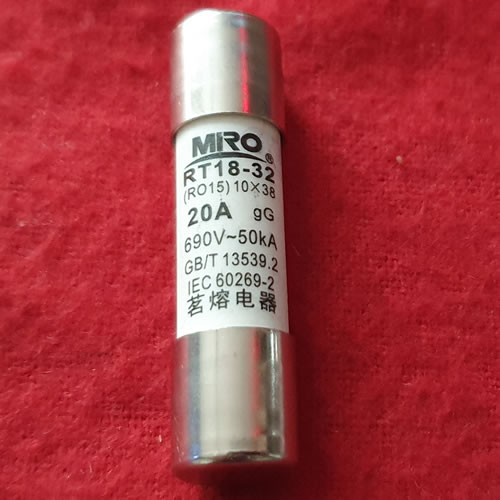 MIRO®
RT18-32
(RO15)10×38
20A gG
690V~50kA
GB/T 13539.2
IEC 60269-2
茗熔电器